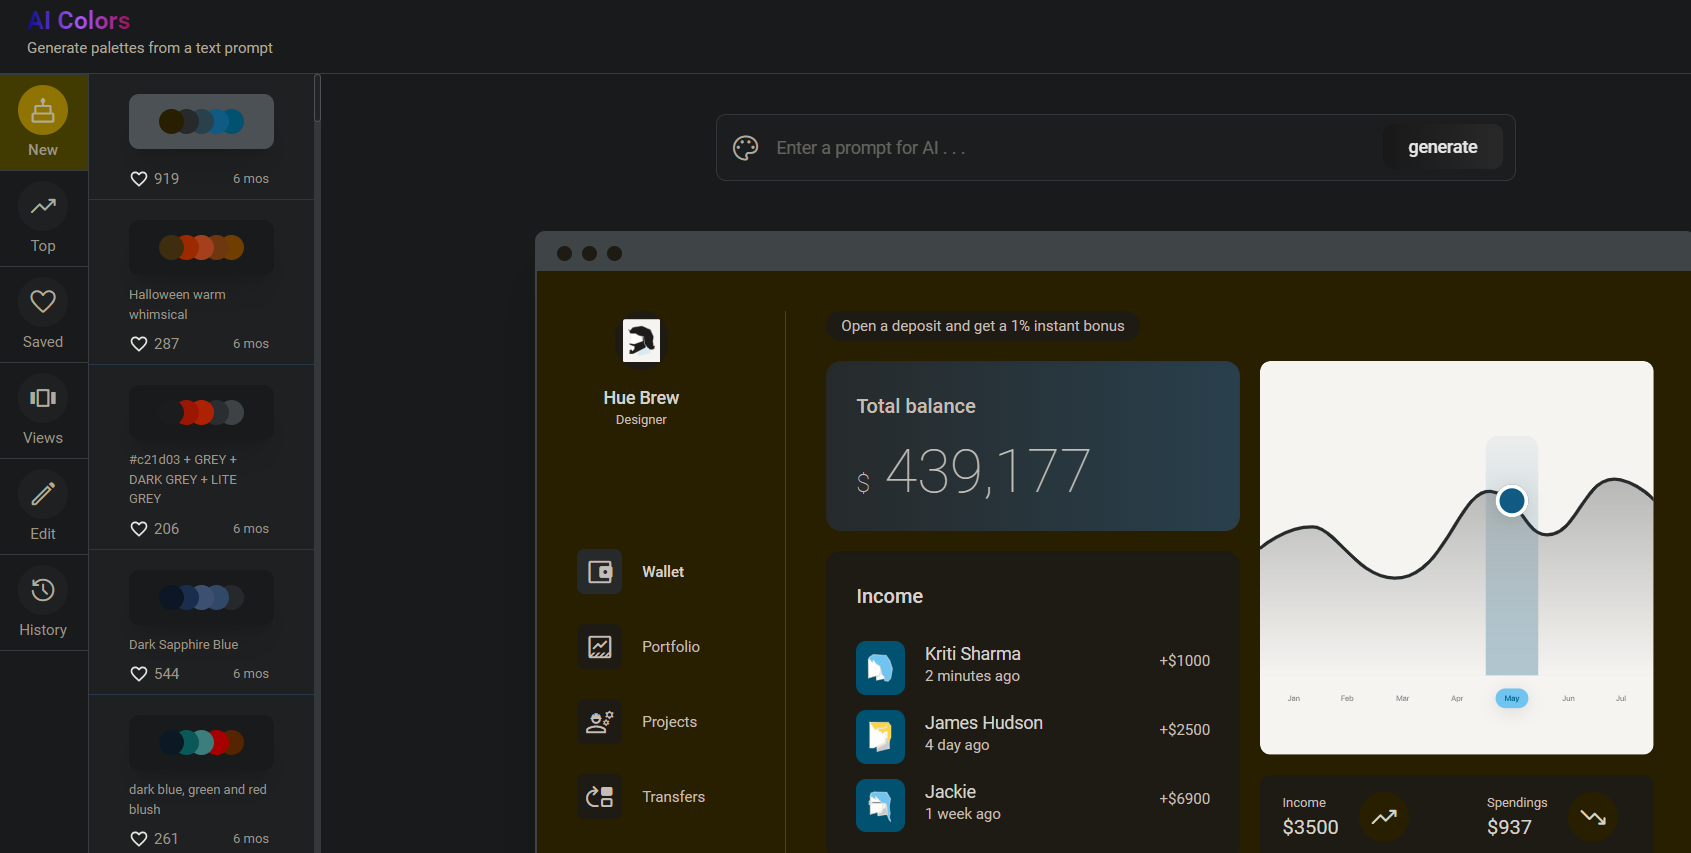 AI Colors
Generate palettes from a text prompt
New
Top
Saved
Views
Edit
History
919 6 mos
Halloween warm
whimsical
287 6 mos
#c21d03 + GREY +
DARK GREY + LITE
GREY
206 6 mos
Dark Sapphire Blue
544 6 mos
dark blue, green and red
blush
261 6 mos
Enter a prompt for AI . . .
generate
Hue Brew
Designer
Wallet
Portfolio
Projects
Transfers
Open a deposit and get a 1% instant bonus
Total balance
$ 439,177
Income
Kriti Sharma
2 minutes ago
+$1000
James Hudson
4 day ago
+$2500
Jackie
1 week ago
+$6900
Jan Feb Mar Apr May Jun Jul
Income
$3500
Spendings
$937